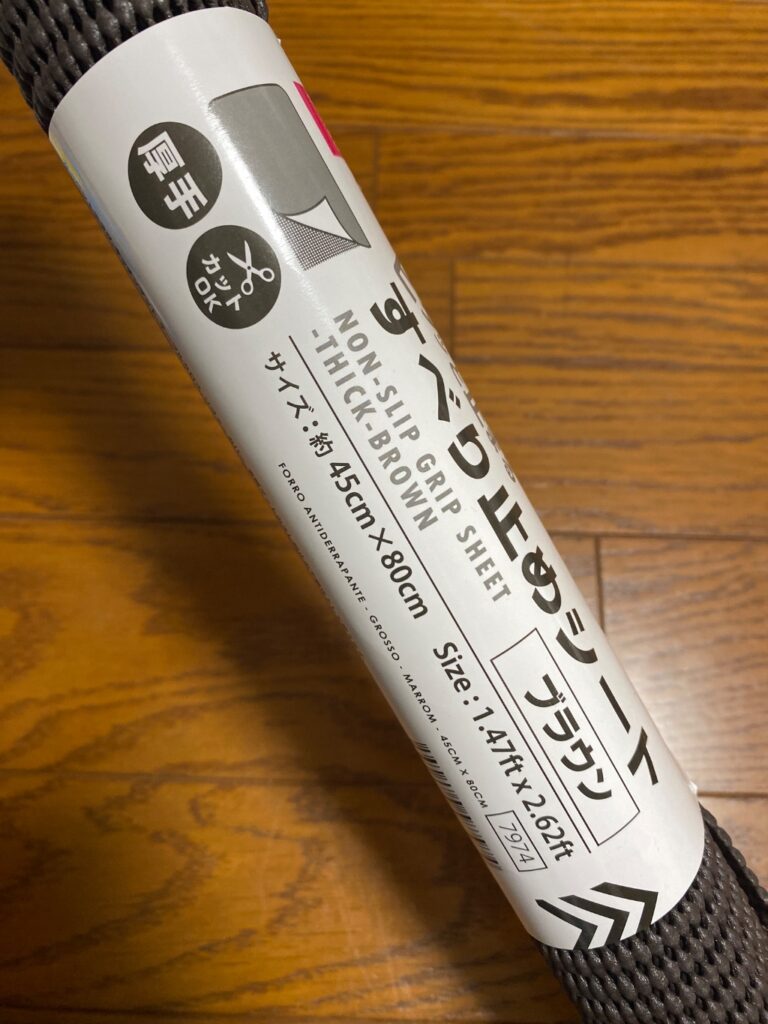 厚手
カット
OK
すべり止めシート
NON-SLIP GRIP SHEET
-THICK-BROWN
ブラウン
サイズ：約 45cm×80cm Size : 1.47ft x 2.62ft
FORRO ANTIDERRAPANTE - GROSSO - MARROM - 45CM X 80CM
7974